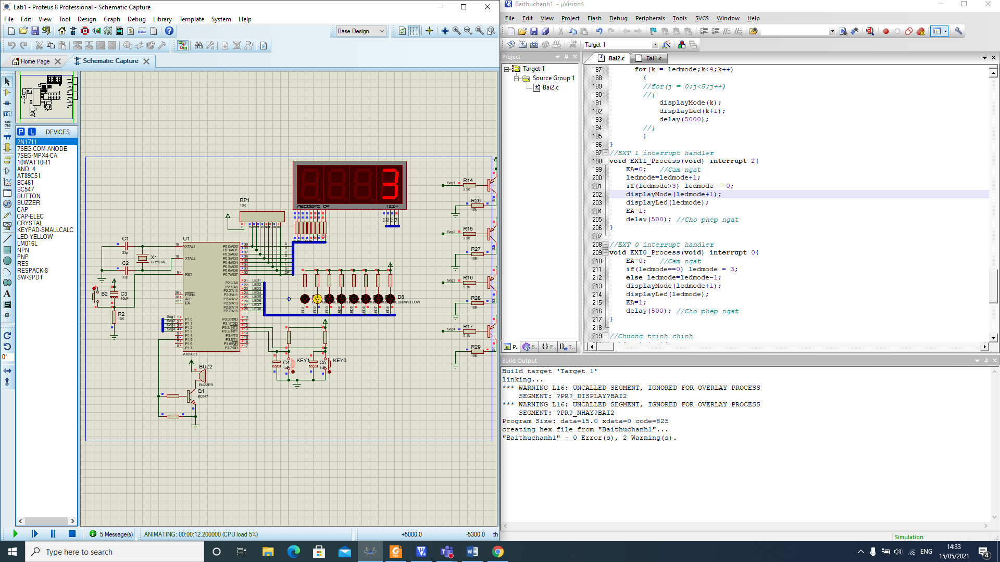 Lab1 - Proteus 8 Professional - Schematic Capture
File Edit View Tool Design Graph Debug Library Template System Help
Base Design
Home Page
Schematic Capture
P L DEVICES
2N1711
7SEG-COM-ANODE
7SEG-MPX4-CA
10WATT0R1
AND_4
AT89C51
BC461
BC547
BUTTON
BUZZER
CAP
CAP-ELEC
CRYSTAL
KEYPAD-SMALLCALC
LED-YELLOW
LM016L
NPN
PNP
RES
RESPACK-8
SW-SPDT
0°
ABCDEFG DP
1234
RP1
10K
C1
33p
C2
33p
X1
CRYSTAL
U1
XTAL1
XTAL2
RST
PSEN
ALE
EA
P1.0
P1.1
P1.2
P1.3
P1.4
P1.5
P1.6
P1.7
P0.0/AD0
P0.1/AD1
P0.2/AD2
P0.3/AD3
P0.4/AD4
P0.5/AD5
P0.6/AD6
P0.7/AD7
P2.0/A8
P2.1/A9
P2.2/A10
P2.3/A11
P2.4/A12
P2.5/A13
P2.6/A14
P2.7/A15
P3.0/RXD
P3.1/TXD
P3.2/INT0
P3.3/INT1
P3.4/T0
P3.5/T1
P3.6/WR
P3.7/RD
AT89C51
LED1
LED2
LED3
LED4
LED5
LED6
LED7
LED8
Seg1
Seg2
Seg3
Seg4
B2
C3
10uF
R2
10K
D8
C4
1uF
KEY1
C5
1uF
KEY0
BUZ2
BUZZER
Q1
BC547
Seg1 R14
2.2k
R26
10k
Seg2 R15
2.2k
R27
10K
Seg3 R16
5.1k
R28
10K
Seg4 R17
5.1k
R29
10K
5 Message(s)
ANIMATING: 00:00:12.200000 (CPU load 5%)
+5000.0 -5300.0 th
Baithuchanh1 - µVision4
File Edit View Project Flash Debug Peripherals Tools SVCS Window Help
Target 1
Project
Target 1
Source Group 1
Bai2.c
P.. B.. F... T...
Bai2.c Bai1.c
187 for(k = ledmode;k<4;k++)
188 {
189 //for(j = 0;j<5;j++)
190 //{
191 displayMode(k);
192 displayLed(k+1);
193 delay(5000);
194 //}
195 }
196 }
197 //EXT 1 interrupt handler
198 void EXT1_Process(void) interrupt 2{
199 EA=0; //Cam ngat
200 ledmode=ledmode+1;
201 if(ledmode>3) ledmode = 0;
202 displayMode(ledmode+1);
203 displayLed(ledmode);
204 EA=1;
205 delay(500); //Cho phep ngat
206 }
207
208 //EXT 0 interrupt handler
209 void EXT0_Process(void) interrupt 0{
210 EA=0; //Cam ngat
211 if(ledmode==0) ledmode = 3;
212 else ledmode=ledmode-1;
213 displayMode(ledmode+1);
214 displayLed(ledmode);
215 EA=1;
216 delay(500); //Cho phep ngat
217 }
218
219 //Chuong trinh chinh
Build Output
Build target 'Target 1'
linking...
*** WARNING L16: UNCALLED SEGMENT, IGNORED FOR OVERLAY PROCESS
SEGMENT: ?PR?_DISPLAY?BAI2
*** WARNING L16: UNCALLED SEGMENT, IGNORED FOR OVERLAY PROCESS
SEGMENT: ?PR?_NHAY?BAI2
Program Size: data=15.0 xdata=0 code=825
creating hex file from "Baithuchanh1"...
"Baithuchanh1" - 0 Error(s), 2 Warning(s).
Simulation
Type here to search
ENG
14:33
15/05/2021
4